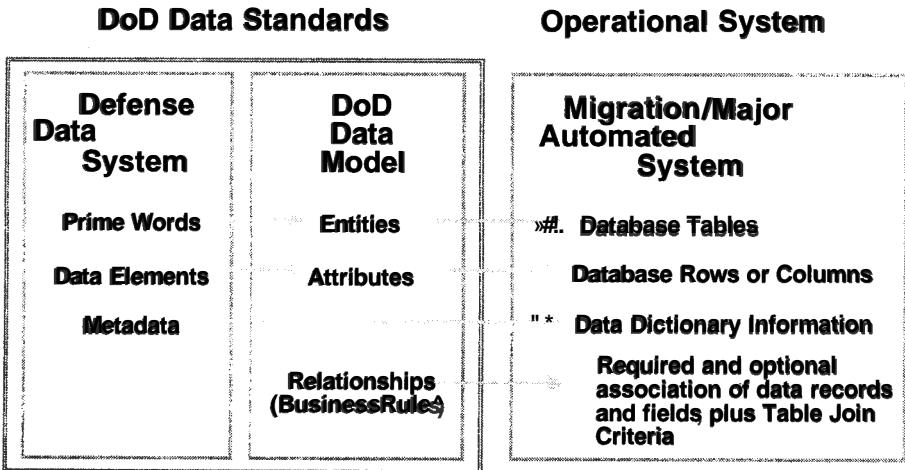 DoD Data Standards
Operational System
Defense
Data
System
DoD
Data
Model
Migration/Major
Automated
System
Prime Words
Entities
»#!. Database Tables
Data Elements
Attributes
Database Rows or Columns
Metadata
" * Data Dictionary Information
Relationships
(BusinessRules)
Required and optional
association of data records
and fields, plus Table Join
Criteria